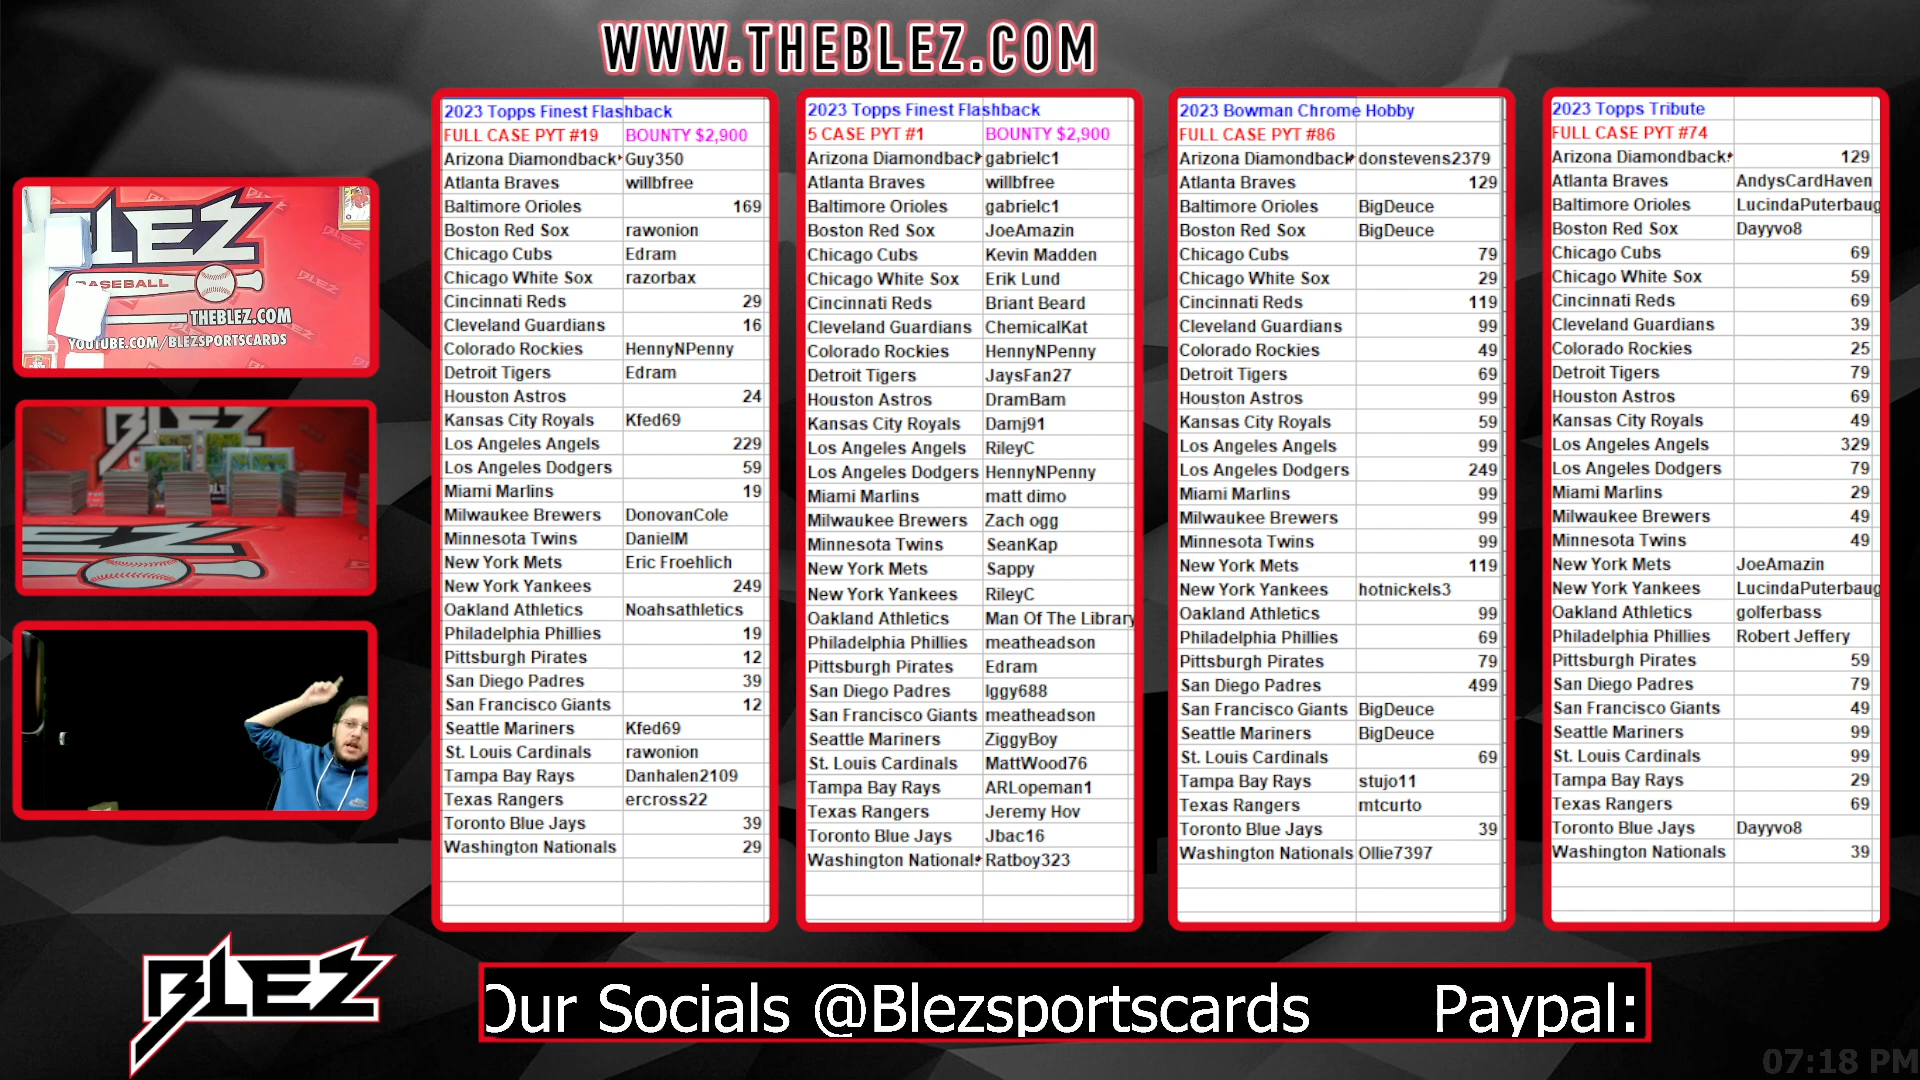 WWW.THEBLEZ.COM
2023 Topps Finest Flashback
FULL CASE PYT #19 BOUNTY $2,900
Arizona Diamondback Guy350
Atlanta Braves willbfree
Baltimore Orioles 169
Boston Red Sox rawonion
Chicago Cubs Edram
Chicago White Sox razorbax
Cincinnati Reds 29
Cleveland Guardians 16
Colorado Rockies HennyNPenny
Detroit Tigers Edram
Houston Astros 24
Kansas City Royals Kfed69
Los Angeles Angels 229
Los Angeles Dodgers 59
Miami Marlins 19
Milwaukee Brewers DonovanCole
Minnesota Twins DanielM
New York Mets Eric Froehlich
New York Yankees 249
Oakland Athletics Noahsathletics
Philadelphia Phillies 19
Pittsburgh Pirates 12
San Diego Padres 39
San Francisco Giants 12
Seattle Mariners Kfed69
St. Louis Cardinals rawonion
Tampa Bay Rays Danhalen2109
Texas Rangers ercross22
Toronto Blue Jays 39
Washington Nationals 29
2023 Topps Finest Flashback
5 CASE PYT #1 BOUNTY $2,900
Arizona Diamondback gabrielc1
Atlanta Braves willbfree
Baltimore Orioles gabrielc1
Boston Red Sox JoeAmazin
Chicago Cubs Kevin Madden
Chicago White Sox Erik Lund
Cincinnati Reds Briant Beard
Cleveland Guardians ChemicalKat
Colorado Rockies HennyNPenny
Detroit Tigers JaysFan27
Houston Astros DramBam
Kansas City Royals Damj91
Los Angeles Angels RileyC
Los Angeles Dodgers HennyNPenny
Miami Marlins matt dimo
Milwaukee Brewers Zach ogg
Minnesota Twins SeanKap
New York Mets Sappy
New York Yankees RileyC
Oakland Athletics Man Of The Library
Philadelphia Phillies meatheadson
Pittsburgh Pirates Edram
San Diego Padres Iggy688
San Francisco Giants meatheadson
Seattle Mariners ZiggyBoy
St. Louis Cardinals MattWood76
Tampa Bay Rays ARLopeman1
Texas Rangers Jeremy Hov
Toronto Blue Jays Jbac16
Washington National Ratboy323
2023 Bowman Chrome Hobby
FULL CASE PYT #86
Arizona Diamondback donstevens2379
Atlanta Braves 129
Baltimore Orioles BigDeuce
Boston Red Sox BigDeuce
Chicago Cubs 79
Chicago White Sox 29
Cincinnati Reds 119
Cleveland Guardians 99
Colorado Rockies 49
Detroit Tigers 69
Houston Astros 99
Kansas City Royals 59
Los Angeles Angels 99
Los Angeles Dodgers 249
Miami Marlins 99
Milwaukee Brewers 99
Minnesota Twins 99
New York Mets 119
New York Yankees hotnickels3
Oakland Athletics 99
Philadelphia Phillies 69
Pittsburgh Pirates 79
San Diego Padres 499
San Francisco Giants BigDeuce
Seattle Mariners BigDeuce
St. Louis Cardinals 69
Tampa Bay Rays stujo11
Texas Rangers mtcurto
Toronto Blue Jays 39
Washington Nationals Ollie7397
2023 Topps Tribute
FULL CASE PYT #74
Arizona Diamondback 129
Atlanta Braves AndysCardHaven
Baltimore Orioles LucindaPuterbaug
Boston Red Sox Dayyvo8
Chicago Cubs 69
Chicago White Sox 59
Cincinnati Reds 69
Cleveland Guardians 39
Colorado Rockies 25
Detroit Tigers 79
Houston Astros 69
Kansas City Royals 49
Los Angeles Angels 329
Los Angeles Dodgers 79
Miami Marlins 29
Milwaukee Brewers 49
Minnesota Twins 49
New York Mets JoeAmazin
New York Yankees LucindaPuterbaug
Oakland Athletics golferbass
Philadelphia Phillies Robert Jeffery
Pittsburgh Pirates 59
San Diego Padres 79
San Francisco Giants 49
Seattle Mariners 99
St. Louis Cardinals 99
Tampa Bay Rays 29
Texas Rangers 69
Toronto Blue Jays Dayyvo8
Washington Nationals 39
BLEZ
BASEBALL
THEBLEZ.COM
YOUTUBE.COM/BLEZSPORTSCARDS
BLEZ
Our Socials @Blezsportscards Paypal:
07:18 PM